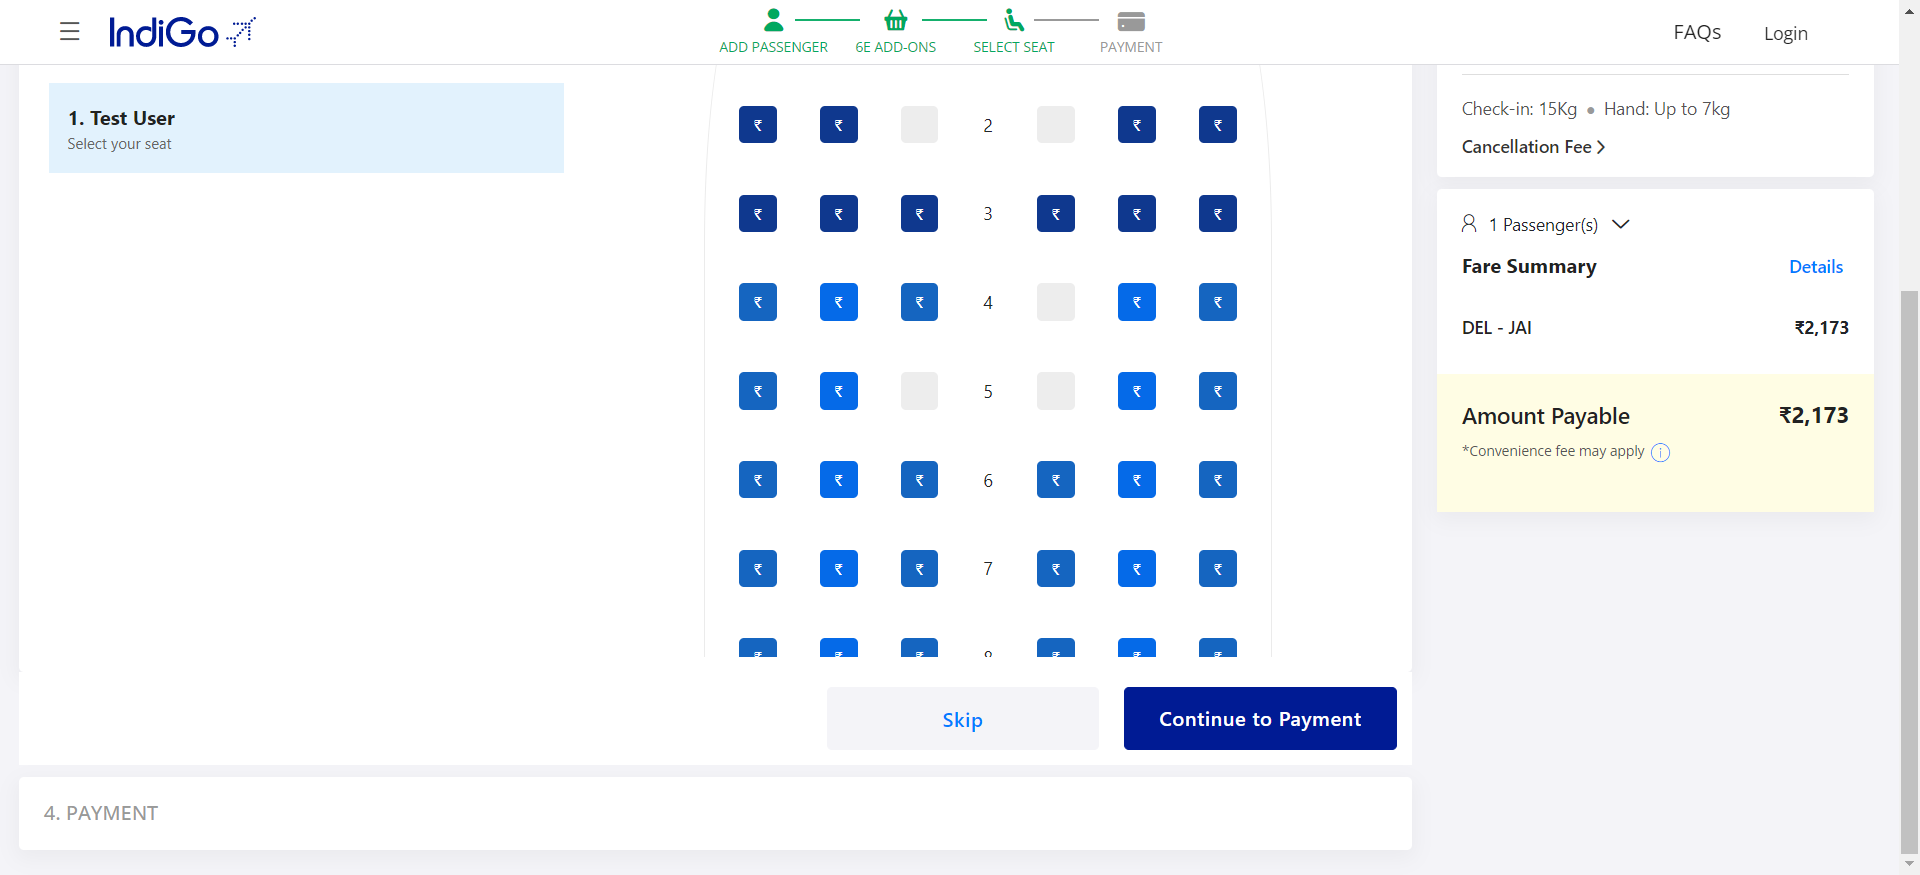 IndiGo
ADD PASSENGER
6E ADD-ONS
SELECT SEAT
PAYMENT
FAQs
Login
1. Test User
Select your seat
₹ ₹ 2 ₹ ₹
₹ ₹ ₹ 3 ₹ ₹ ₹
₹ ₹ ₹ 4 ₹ ₹
₹ ₹ 5 ₹ ₹
₹ ₹ ₹ 6 ₹ ₹ ₹
₹ ₹ ₹ 7 ₹ ₹ ₹
Skip
Continue to Payment
4. PAYMENT
Check-in: 15Kg • Hand: Up to 7kg
Cancellation Fee
1 Passenger(s)
Fare Summary
Details
DEL - JAI ₹2,173
Amount Payable ₹2,173
*Convenience fee may apply